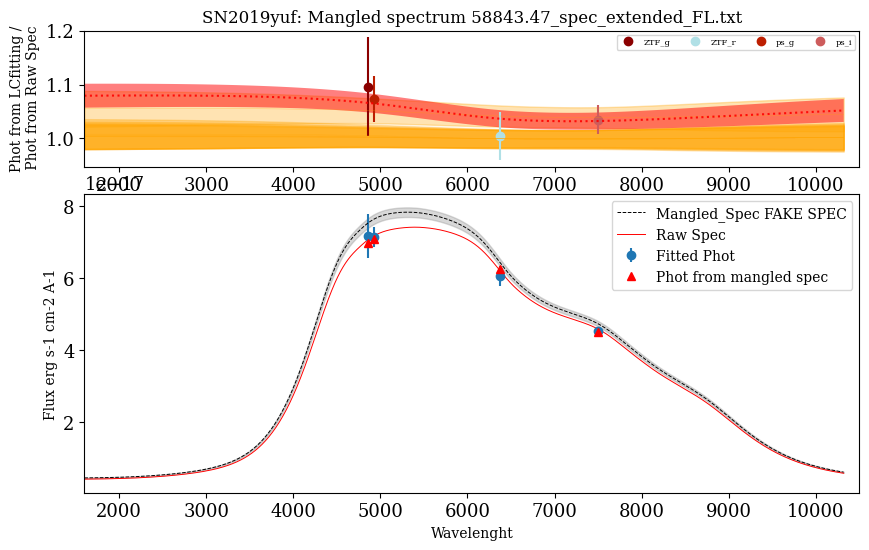 SN2019yuf: Mangled spectrum 58843.47_spec_extended_FL.txt
Phot from LCfitting /
Phot from Raw Spec
1.2
1.1
1.0
ZTF_g
ZTF_r
ps_g
ps_i
2000 3000 4000 5000 6000 7000 8000 9000 10000
1e−17
Flux erg s-1 cm-2 A-1
8
6
4
2
Mangled_Spec FAKE SPEC
Raw Spec
Fitted Phot
Phot from mangled spec
2000 3000 4000 5000 6000 7000 8000 9000 10000
Wavelenght